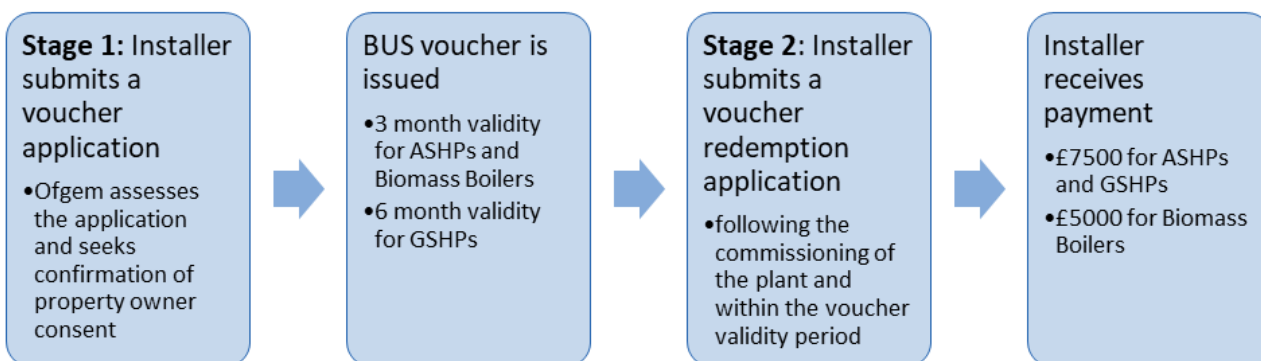 Stage 1: Installer
submits a
voucher
application
•Ofgem assesses
the application
and seeks
confirmation of
property owner
consent
BUS voucher is
issued
•3 month validity
for ASHPs and
Biomass Boilers
•6 month validity
for GSHPs
Stage 2: Installer
submits a
voucher
redemption
application
•following the
commissioning of
the plant and
within the voucher
validity period
Installer
receives
payment
•£7500 for ASHPs
and GSHPs
•£5000 for Biomass
Boilers